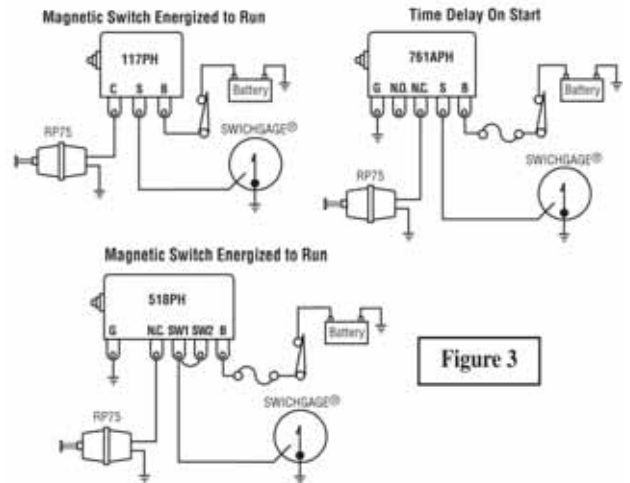 Magnetic Switch Energized to Run
117PH
C S B
Battery
RP75
SWICHGAGE®
Time Delay On Start
761APH
G N.O. N.C. S B
Battery
RP75
SWICHGAGE®
Magnetic Switch Energized to Run
518PH
G N.C. SW1 SW2 B
Battery
RP75
SWICHGAGE®
Figure 3